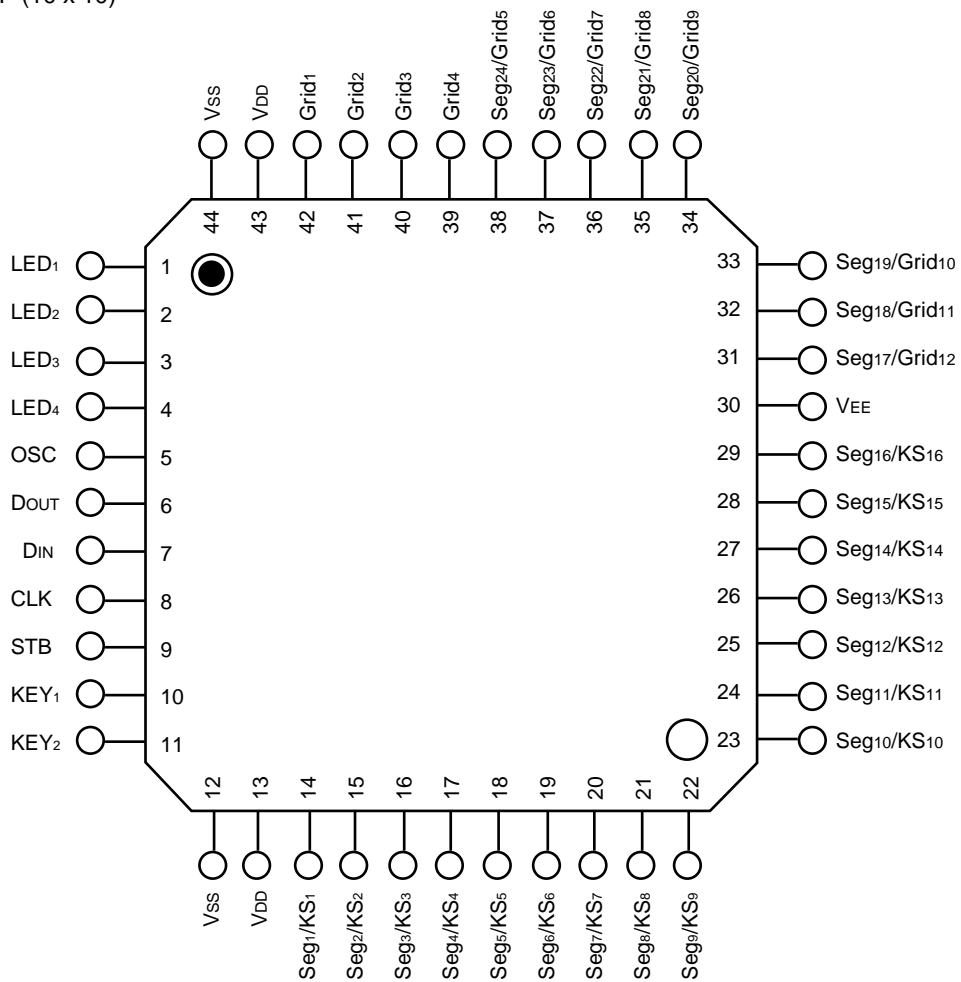 (10 x 10)
Vss
VDD
Grid1
Grid2
Grid3
Grid4
Seg24/Grid5
Seg23/Grid6
Seg22/Grid7
Seg21/Grid8
Seg20/Grid9
44
43
42
41
40
39
38
37
36
35
34
LED1 1
LED2 2
LED3 3
LED4 4
OSC 5
DOUT 6
DIN 7
CLK 8
STB 9
KEY1 10
KEY2 11
33 Seg19/Grid10
32 Seg18/Grid11
31 Seg17/Grid12
30 VEE
29 Seg16/KS16
28 Seg15/KS15
27 Seg14/KS14
26 Seg13/KS13
25 Seg12/KS12
24 Seg11/KS11
23 Seg10/KS10
12
13
14
15
16
17
18
19
20
21
22
Vss
VDD
Seg1/KS1
Seg2/KS2
Seg3/KS3
Seg4/KS4
Seg5/KS5
Seg6/KS6
Seg7/KS7
Seg8/KS8
Seg9/KS9